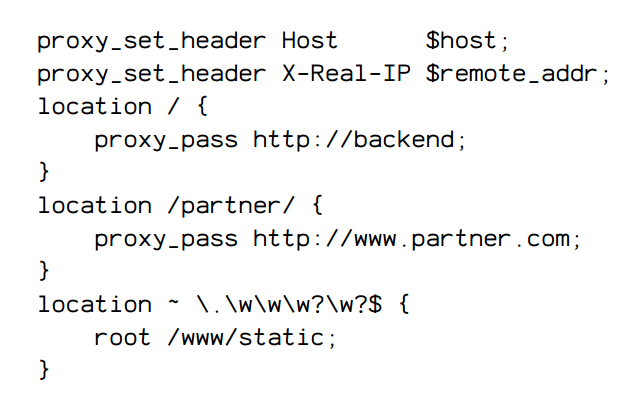 proxy_set_header Host      $host;
proxy_set_header X-Real-IP $remote_addr;
location / {
    proxy_pass http://backend;
}
location /partner/ {
    proxy_pass http://www.partner.com;
}
location ~ \.\w\w\w?\w?$ {
    root /www/static;
}